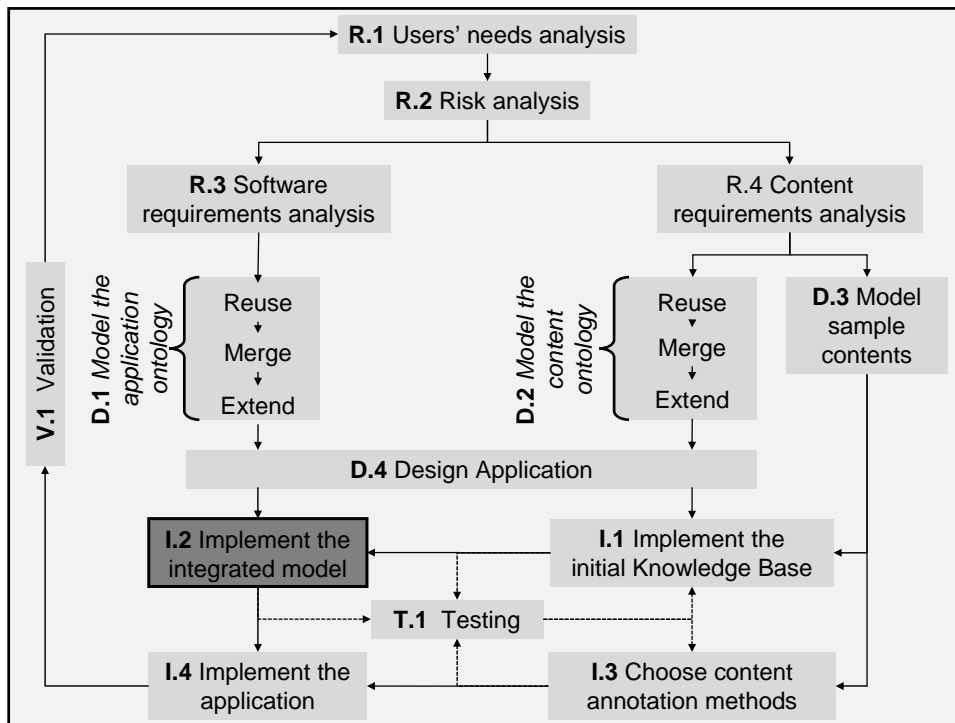 R.1 Users' needs analysis
R.2 Risk analysis
R.3 Software
requirements analysis
R.4 Content
requirements analysis
V.1 Validation
D.1 Model the
application
ontology
Reuse
Merge
Extend
D.2 Model the
content
ontology
Reuse
Merge
Extend
D.3 Model
sample
contents
D.4 Design Application
I.2 Implement the
integrated model
I.1 Implement the
initial Knowledge Base
T.1 Testing
I.4 Implement the
application
I.3 Choose content
annotation methods